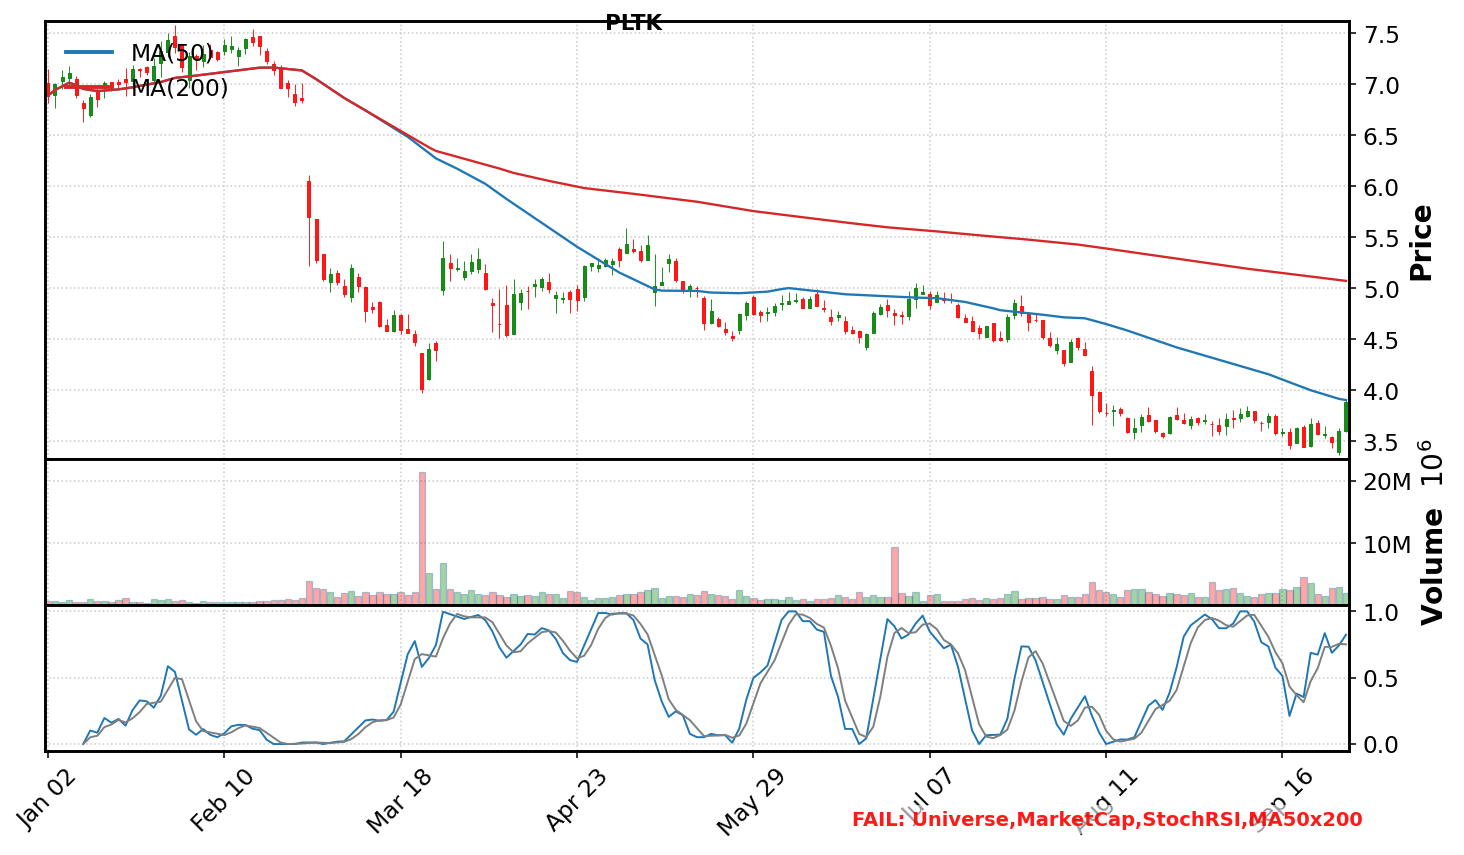 PLTK
MA(50)
MA(200)
7.5
7.0
6.5
6.0
5.5
5.0
4.5
4.0
3.5
Price
20M
10M
Volume 10⁶
1.0
0.5
0.0
Jan 02
Feb 10
Mar 18
Apr 23
May 29
Jul 07
Aug 11
Sep 16
FAIL: Universe,MarketCap,StochRSI,MA50x200